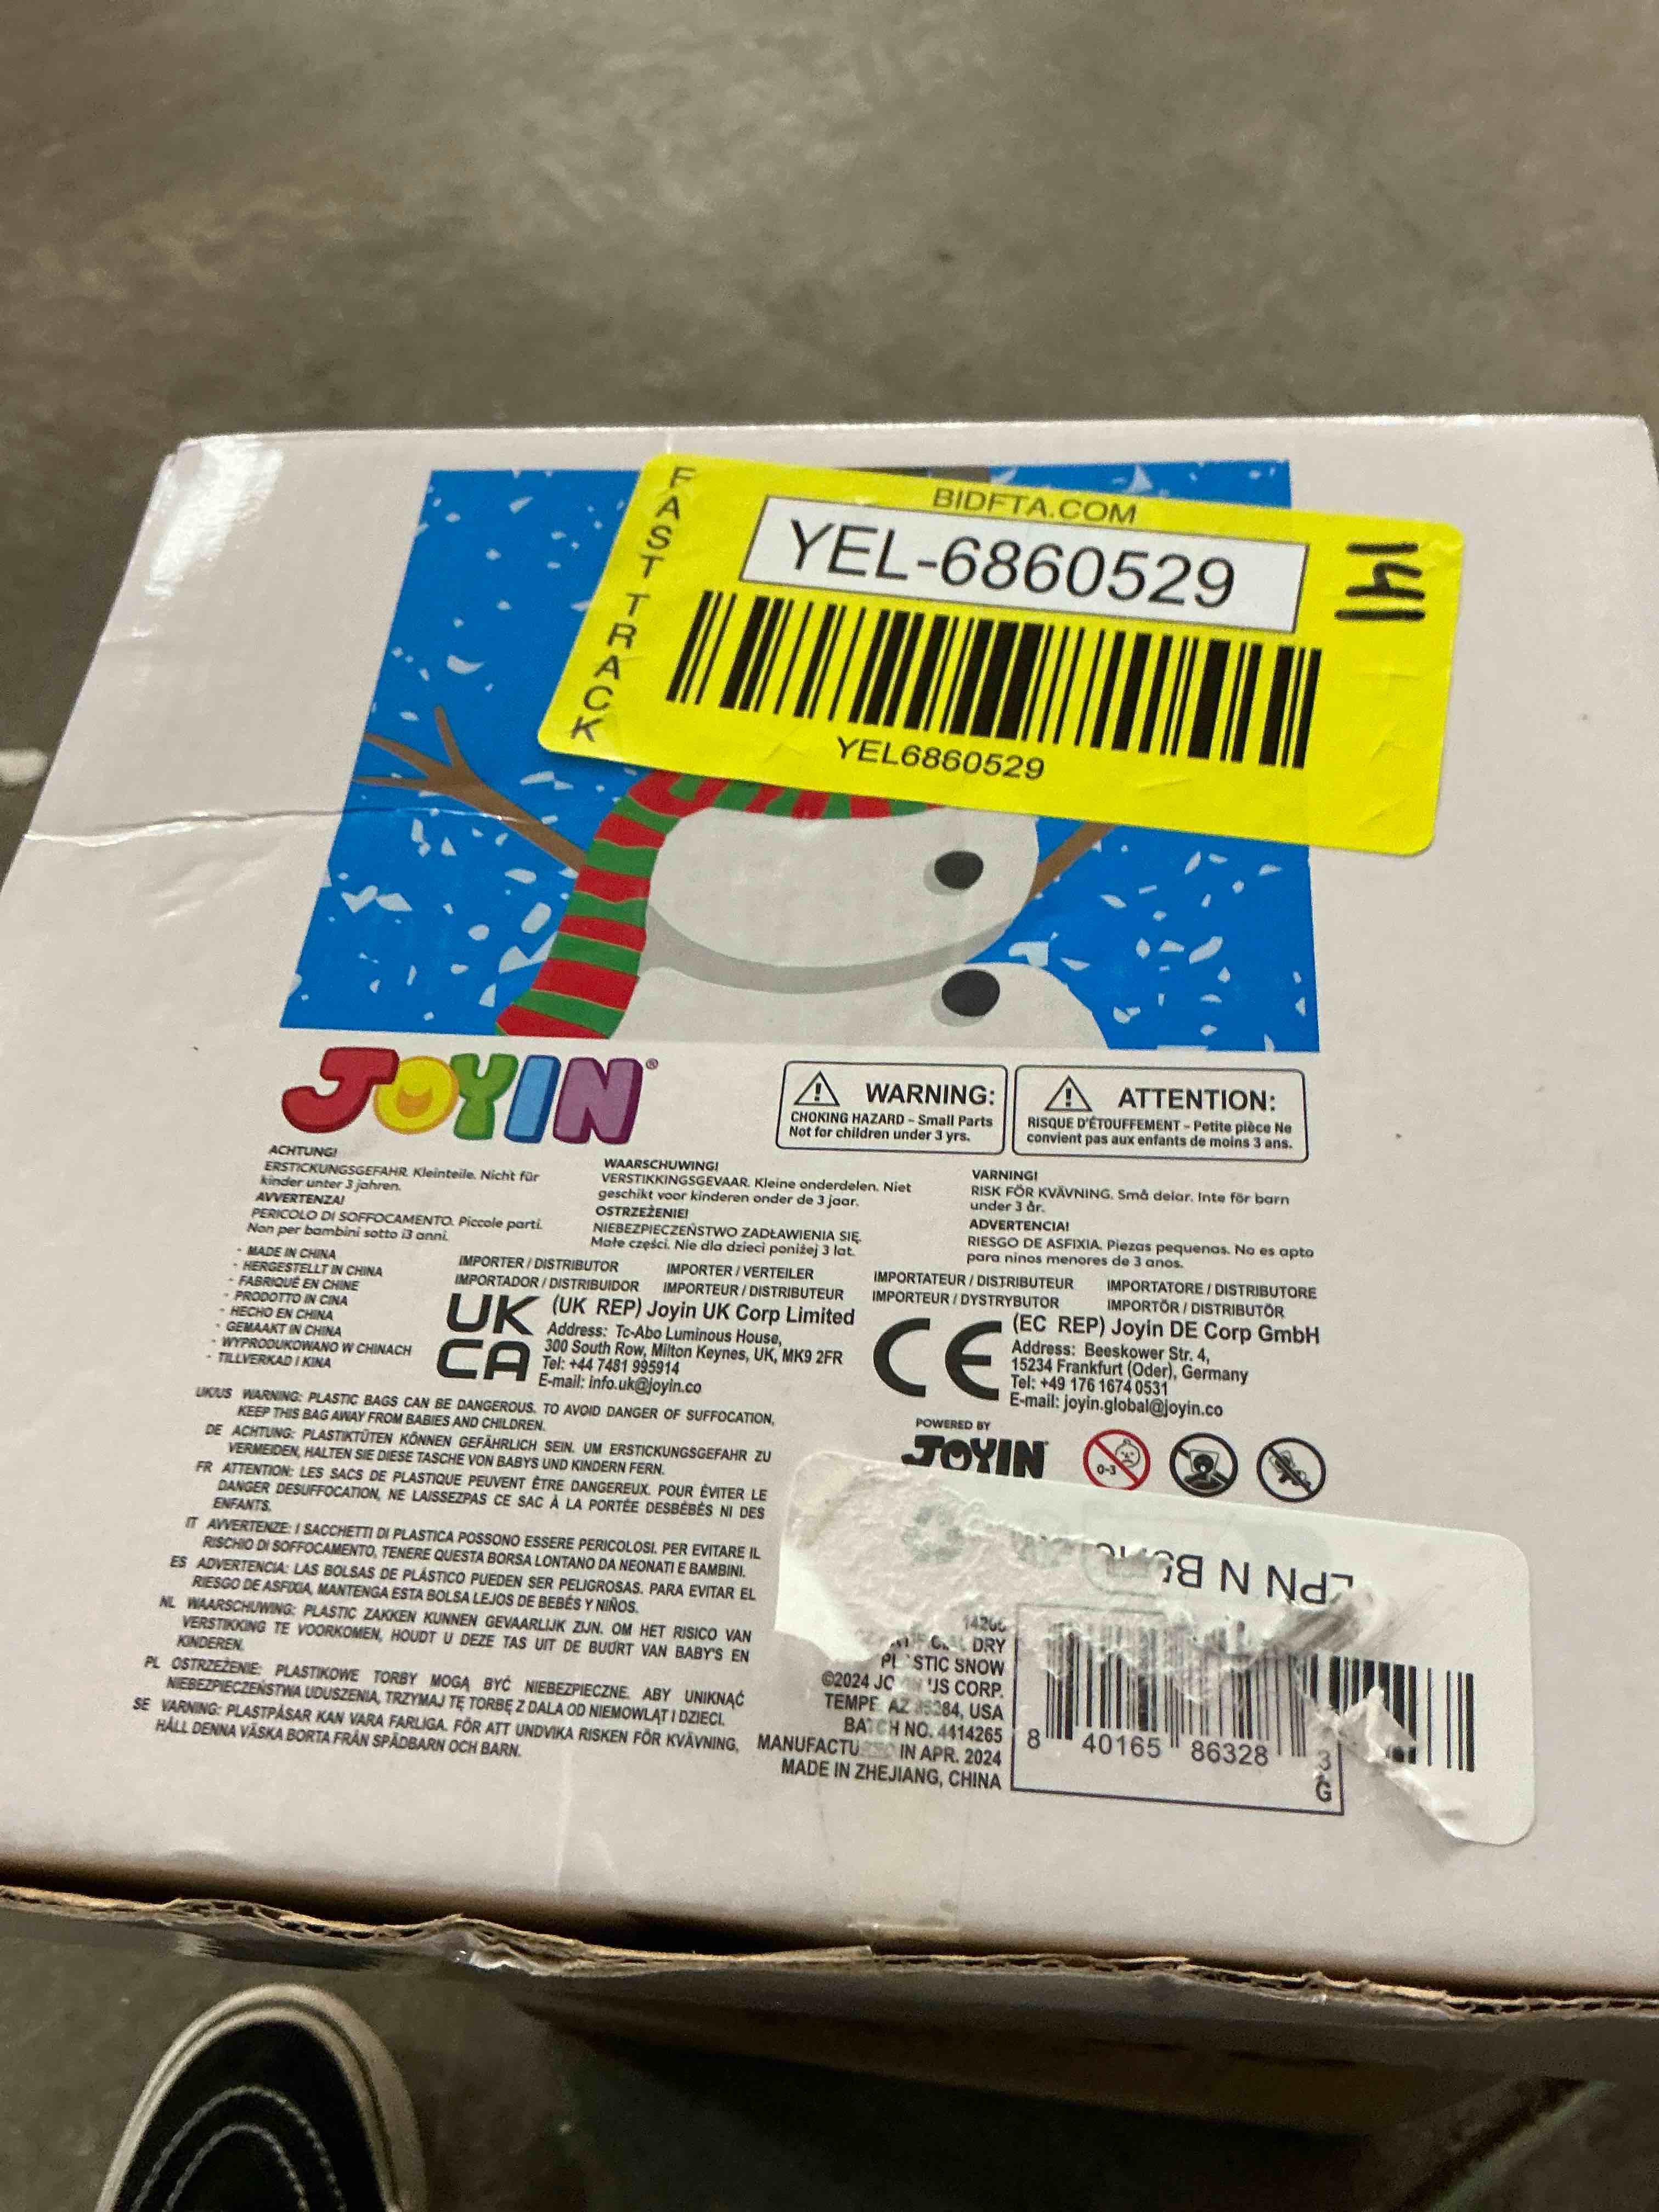 FAST TRACK
BIDFTA.COM
YEL-6860529
YEL6860529
14
JOYIN®
WARNING:
CHOKING HAZARD - Small Parts
Not for children under 3 yrs.
ATTENTION:
RISQUE D'ÉTOUFFEMENT - Petite pièce Ne
convient pas aux enfants de moins 3 ans.
ACHTUNG!
ERSTICKUNGSGEFAHR. Kleinteile. Nicht für
kinder unter 3 jahren.
AVVERTENZA!
PERICOLO DI SOFFOCAMENTO. Piccole parti.
Non per bambini sotto i3 anni.
WAARSCHUWING!
VERSTIKKINGSGEVAAR. Kleine onderdelen. Niet
geschikt voor kinderen onder de 3 jaar.
OSTRZEŻENIE!
NIEBEZPIECZEŃSTWO ZADŁAWIENIA SIĘ.
Małe części. Nie dla dzieci poniżej 3 lat.
VARNING!
RISK FÖR KVÄVNING. Små delar. Inte för barn
under 3 år.
ADVERTENCIA!
RIESGO DE ASFIXIA. Piezas pequenas. No es apto
para ninos menores de 3 anos.
- MADE IN CHINA
- HERGESTELLT IN CHINA
- FABRIQUÉ EN CHINE
- PRODOTTO IN CINA
- HECHO EN CHINA
- GEMAAKT IN CHINA
- WYPRODUKOWANO W CHINACH
- TILLVERKAD I KINA
IMPORTER / DISTRIBUTOR IMPORTER / VERTEILER
IMPORTADOR / DISTRIBUIDOR IMPORTEUR / DISTRIBUTEUR
UK
CA
(UK REP) Joyin UK Corp Limited
Address: Tc-Abo Luminous House,
300 South Row, Milton Keynes, UK, MK9 2FR
Tel: +44 7481 995914
E-mail: info.uk@joyin.co
IMPORTATEUR / DISTRIBUTEUR IMPORTATORE / DISTRIBUTORE
IMPORTEUR / DYSTRYBUTOR IMPORTÖR / DISTRIBUTÖR
CE
(EC REP) Joyin DE Corp GmbH
Address: Beeskower Str. 4,
15234 Frankfurt (Oder), Germany
Tel: +49 176 1674 0531
E-mail: joyin.global@joyin.co
POWERED BY
JOYIN
0-3
UK/US WARNING: PLASTIC BAGS CAN BE DANGEROUS. TO AVOID DANGER OF SUFFOCATION,
KEEP THIS BAG AWAY FROM BABIES AND CHILDREN.
DE ACHTUNG: PLASTIKTÜTEN KÖNNEN GEFÄHRLICH SEIN. UM ERSTICKUNGSGEFAHR ZU
VERMEIDEN, HALTEN SIE DIESE TASCHE VON BABYS UND KINDERN FERN.
FR ATTENTION: LES SACS DE PLASTIQUE PEUVENT ÊTRE DANGEREUX. POUR ÉVITER LE
DANGER DESUFFOCATION, NE LAISSEZPAS CE SAC À LA PORTÉE DESBÉBÉS NI DES
ENFANTS.
IT AVVERTENZE: I SACCHETTI DI PLASTICA POSSONO ESSERE PERICOLOSI. PER EVITARE IL
RISCHIO DI SOFFOCAMENTO, TENERE QUESTA BORSA LONTANO DA NEONATI E BAMBINI.
ES ADVERTENCIA: LAS BOLSAS DE PLÁSTICO PUEDEN SER PELIGROSAS. PARA EVITAR EL
RIESGO DE ASFIXIA, MANTENGA ESTA BOLSA LEJOS DE BEBÉS Y NIÑOS.
NL WAARSCHUWING: PLASTIC ZAKKEN KUNNEN GEVAARLIJK ZIJN. OM HET RISICO VAN
VERSTIKKING TE VOORKOMEN, HOUDT U DEZE TAS UIT DE BUURT VAN BABY'S EN
KINDEREN.
PL OSTRZEŻENIE: PLASTIKOWE TORBY MOGĄ BYĆ NIEBEZPIECZNE. ABY UNIKNĄĆ
NIEBEZPIECZEŃSTWA UDUSZENIA, TRZYMAJ TĘ TORBĘ Z DALA OD NIEMOWLĄT I DZIECI.
SE VARNING: PLASTPÅSAR KAN VARA FARLIGA. FÖR ATT UNDVIKA RISKEN FÖR KVÄVNING,
HÅLL DENNA VÄSKA BORTA FRÅN SPÄDBARN OCH BARN.
LPN N
DRY
SNOW
©2024 CORP.
TEMPE AZ USA
BATCH NO. 4414265
IN APR. 2024
MADE IN ZHEJIANG, CHINA
8 40165 86328 3
G